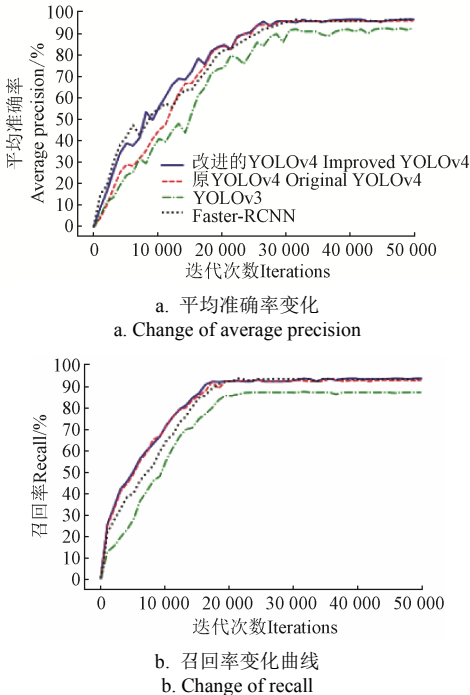 100
90
80
70
60
50
40
30
20
10
0
平均准确率
Average precision/%
改进的YOLOv4 Improved YOLOv4
原YOLOv4 Original YOLOv4
YOLOv3
Faster-RCNN
0 10 000 20 000 30 000 40 000 50 000
迭代次数Iterations
a. 平均准确率变化
a. Change of average precision
100
90
80
70
60
50
40
30
20
10
0
召回率Recall/%
0 10 000 20 000 30 000 40 000 50 000
迭代次数Iterations
b. 召回率变化曲线
b. Change of recall